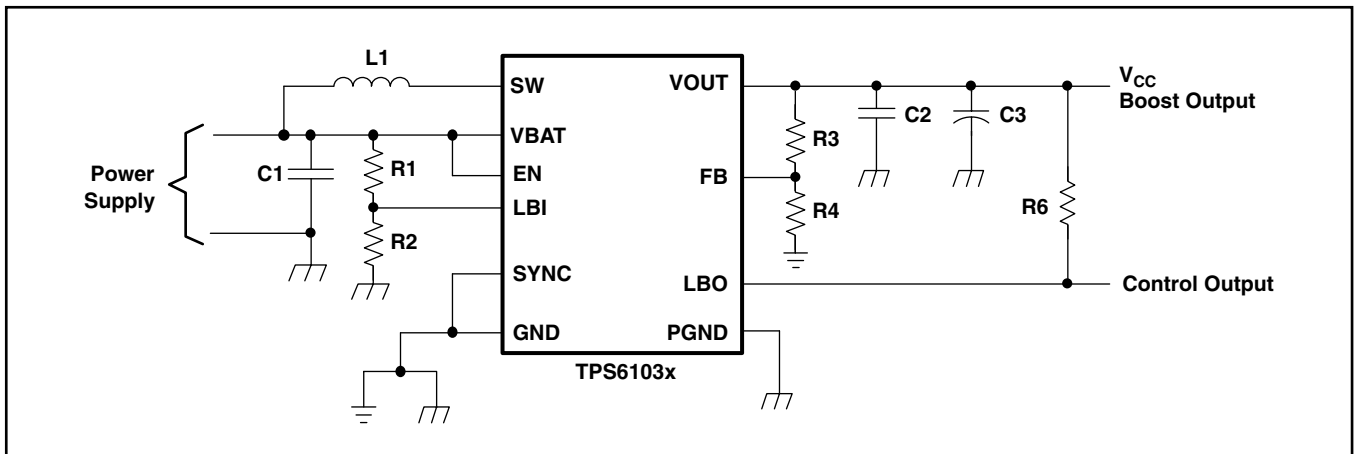 L1
SW
VOUT
V_CC
Boost Output
VBAT
C2
C3
R3
Power
Supply
C1
R1
EN
FB
LBI
R4
R6
R2
SYNC
LBO
Control Output
GND
PGND
TPS6103x